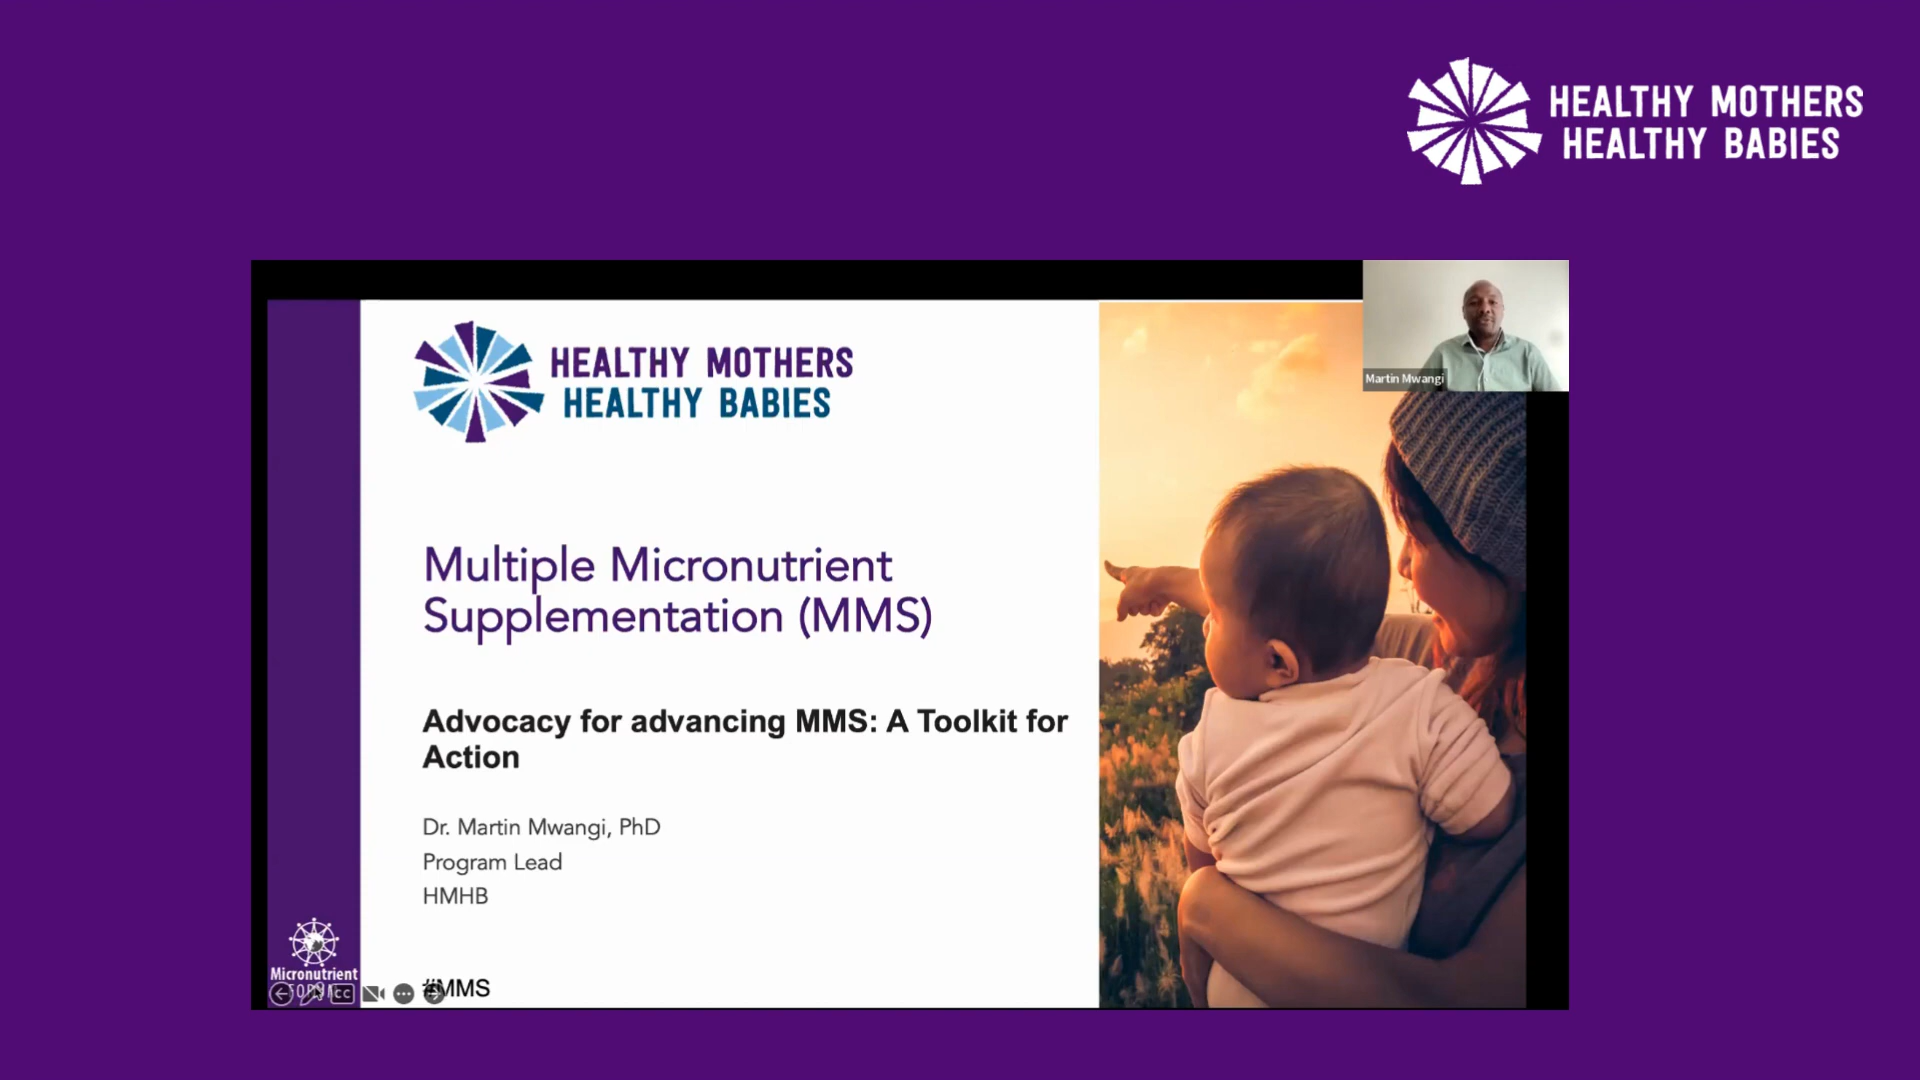 HEALTHY MOTHERS
HEALTHY BABIES
Martin Mwangi
HEALTHY MOTHERS
HEALTHY BABIES
Multiple Micronutrient
Supplementation (MMS)
Advocacy for advancing MMS: A Toolkit for
Action
Dr. Martin Mwangi, PhD
Program Lead
HMHB
Micronutrient
CC
#MMS